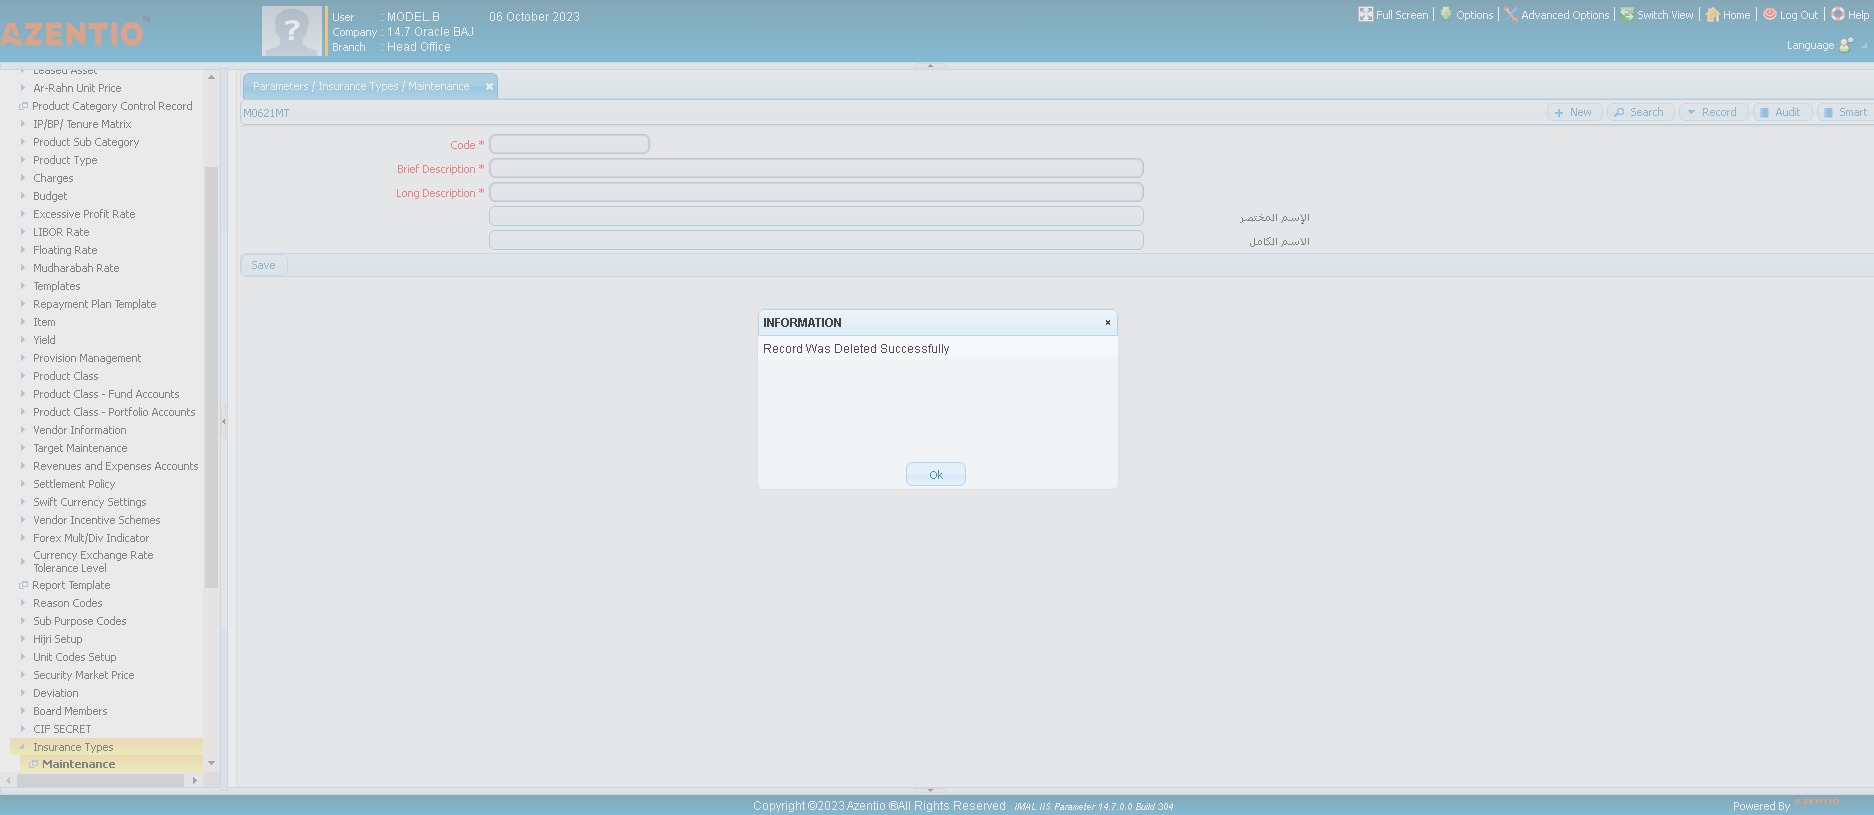 AZENTIO™
User : MODEL.B 06 October 2023
Company : 14.7 Oracle BAJ
Branch : Head Office
Full Screen Options Advanced Options Switch View Home Log Out Help
Language
Leased Asset
Ar-Rahn Unit Price
Product Category Control Record
IP/BP/ Tenure Matrix
Product Sub Category
Product Type
Charges
Budget
Excessive Profit Rate
LIBOR Rate
Floating Rate
Mudharabah Rate
Templates
Repayment Plan Template
Item
Yield
Provision Management
Product Class
Product Class - Fund Accounts
Product Class - Portfolio Accounts
Vendor Information
Target Maintenance
Revenues and Expenses Accounts
Settlement Policy
Swift Currency Settings
Vendor Incentive Schemes
Forex Mult/Div Indicator
Currency Exchange Rate
Tolerance Level
Report Template
Reason Codes
Sub Purpose Codes
Hijri Setup
Unit Codes Setup
Security Market Price
Deviation
Board Members
CIF SECRET
Insurance Types
Maintenance
Parameters / Insurance Types / Maintenance
M0621MT
New Search Record Audit Smart
Code *
Brief Description *
Long Description *
الإسم المختصر
الاسم الكامل
Save
INFORMATION
Record Was Deleted Successfully
Ok
Copyright ©2023 Azentio ®All Rights Reserved iMAL IIS Parameter 14.7.0.0 Build 304
Powered By AZENTIO